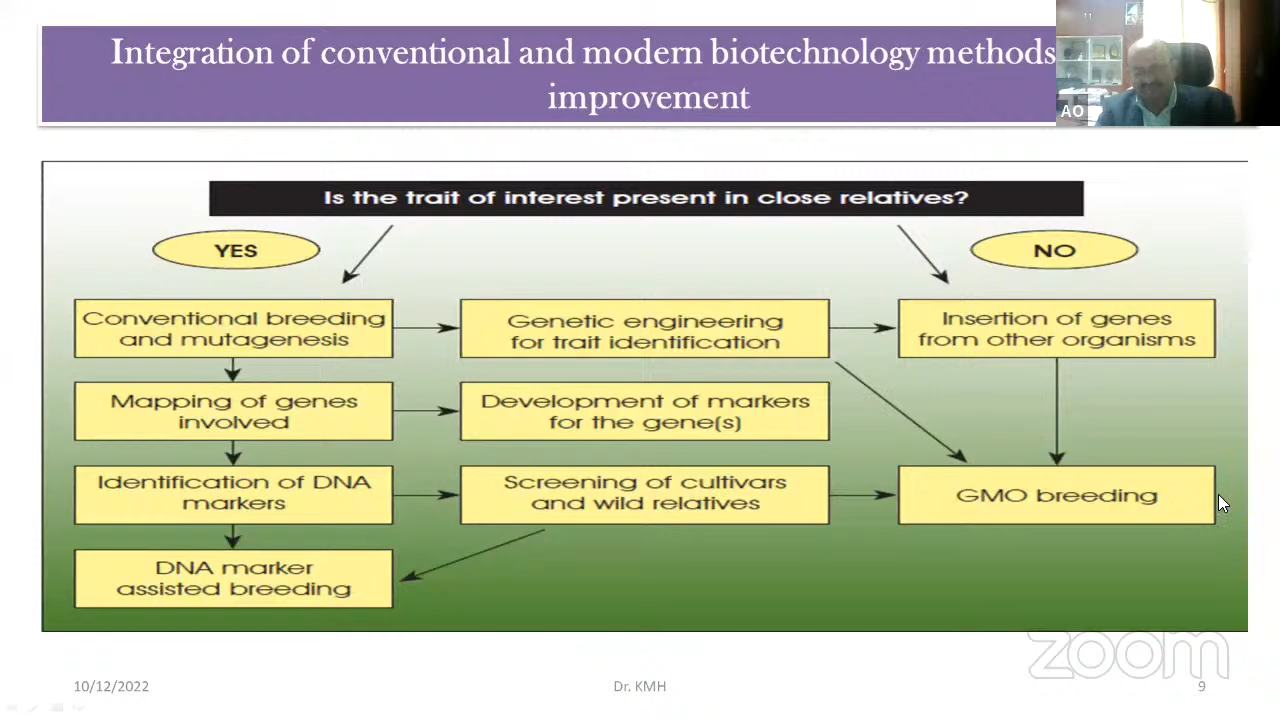 Integration of conventional and modern biotechnology methods
improvement
AO
Is the trait of interest present in close relatives?
YES
NO
Conventional breeding
and mutagenesis
Genetic engineering
for trait identification
Insertion of genes
from other organisms
Mapping of genes
involved
Development of markers
for the gene(s)
Identification of DNA
markers
Screening of cultivars
and wild relatives
GMO breeding
DNA marker
assisted breeding
zoom
10/12/2022
Dr. KMH
9